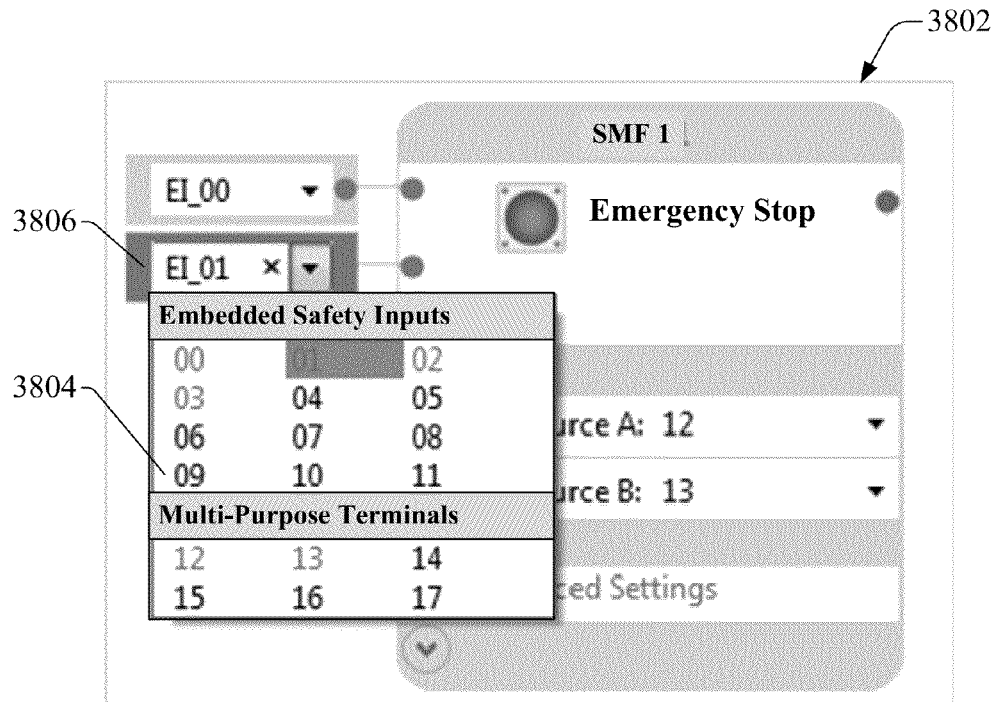 3802
SMF 1
EI_00
Emergency Stop
3806
EI_01 ×
Embedded Safety Inputs
00 01 02
3804
03 04 05
06 07 08
09 10 11
urce A: 12
urce B: 13
Multi-Purpose Terminals
12 13 14
15 16 17
ced Settings